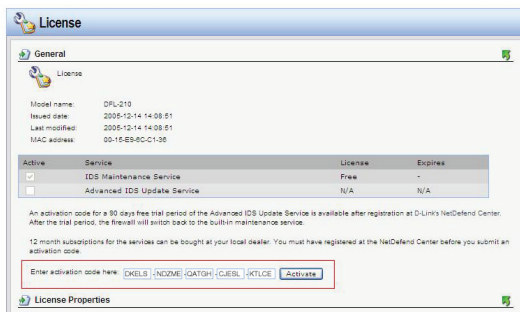 License
General
License
Model name: DFL-210
Issued date: 2005-12-14 14:08:51
Last modified: 2005-12-14 14:08:51
MAC address: 00-15-E9-6C-C1-36
Active Service License Expires
IDS Maintenance Service Free -
Advanced IDS Update Service N/A N/A
An activation code for a 90 days free trial period of the Advanced IDS Update Service is available after registration at D-Link's NetDefend Center.
After the trial period, the firewall will switch back to the built-in maintenance service.
12 month subscriptions for the services can be bought at your local dealer. You must have registered at the NetDefend Center before you submit an
activation code.
Enter activation code here: DKELS -NDZME -QATGH -CJESL -KTLCE Activate
License Properties